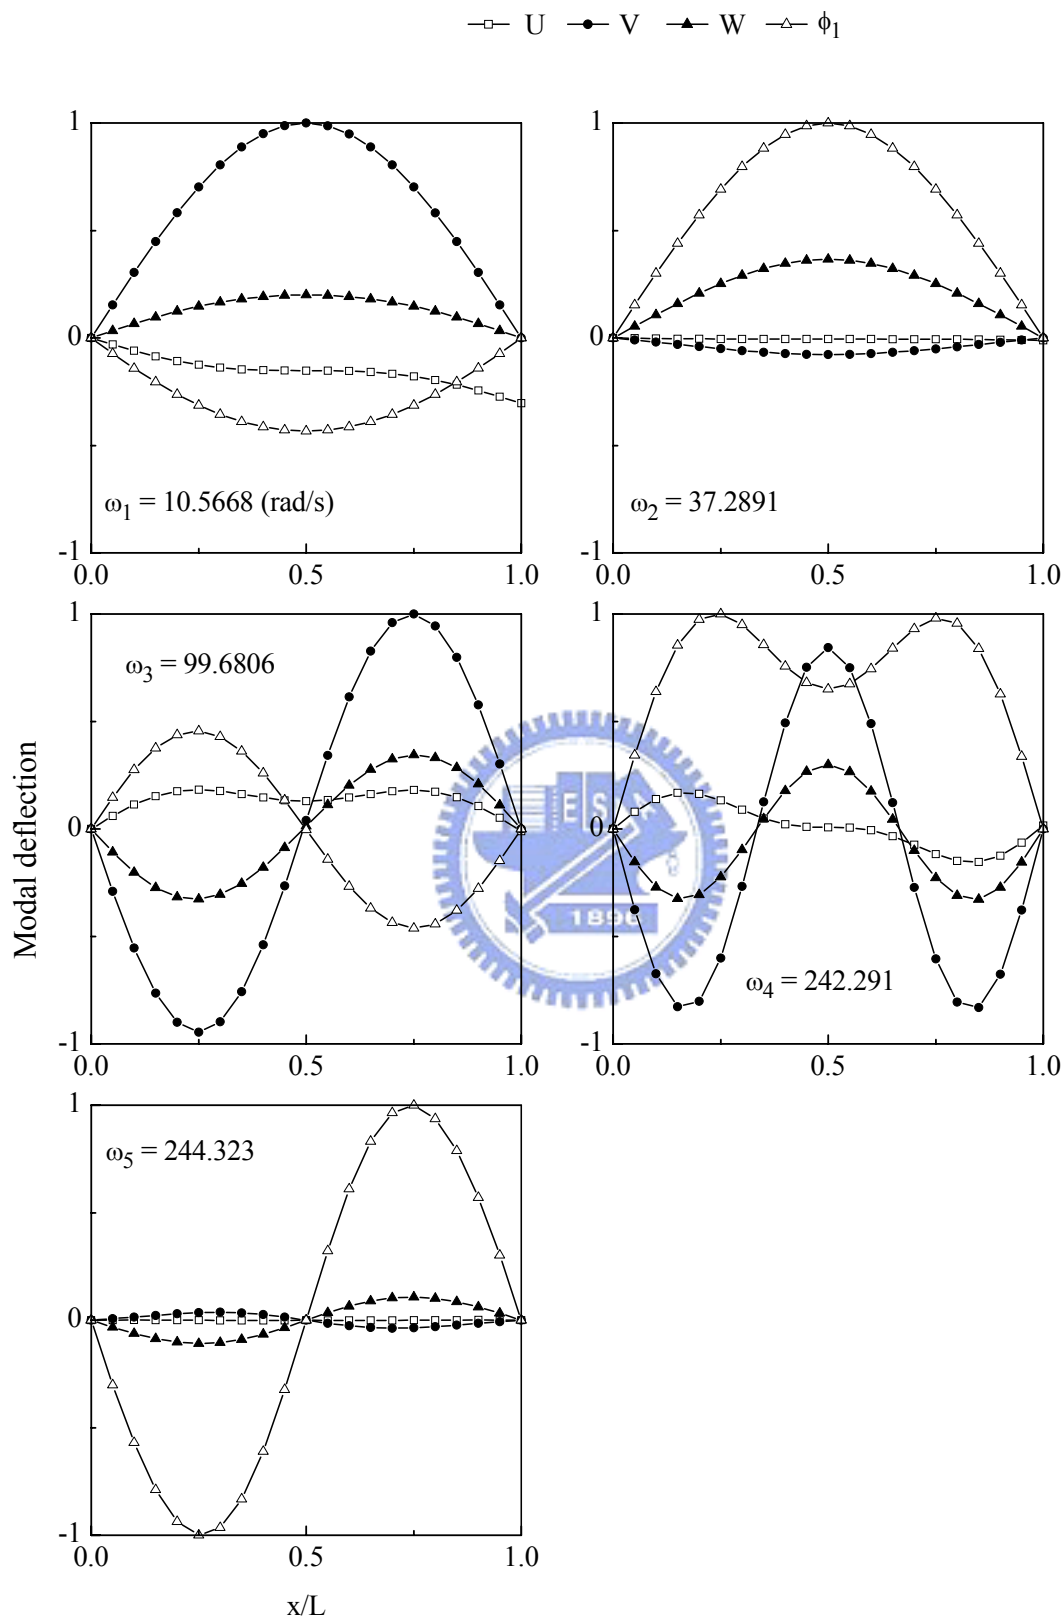 U V W ϕ1
1 1
0 0
ω1 = 10.5668 (rad/s) ω2 = 37.2891
-1 -1
0.0 0.5 1.0 0.0 0.5 1.0
1 1
ω3 = 99.6806
0 0
ω4 = 242.291
-1 -1
0.0 0.5 1.0 0.0 0.5 1.0
Modal deflection
E S
1896
1
ω5 = 244.323
0
-1
0.0 0.5 1.0
x/L